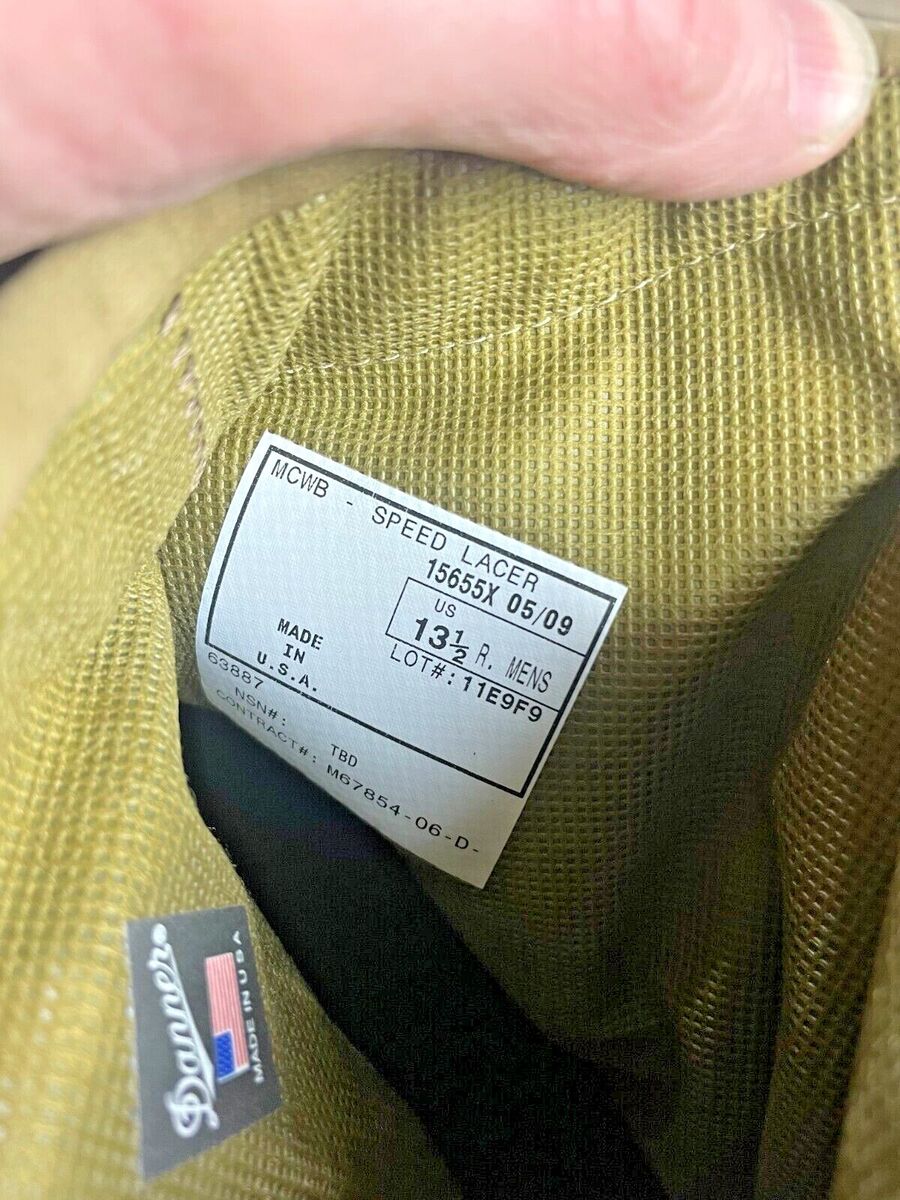 MCWB - SPEED LACER
15655X 05/09
US
13½ R. MENS
MADE
IN
U.S.A.
LOT#: 11E9F9
63887
NSN#: TBD
CONTRACT#: M67854-06-D-
Danner®
MADE IN USA